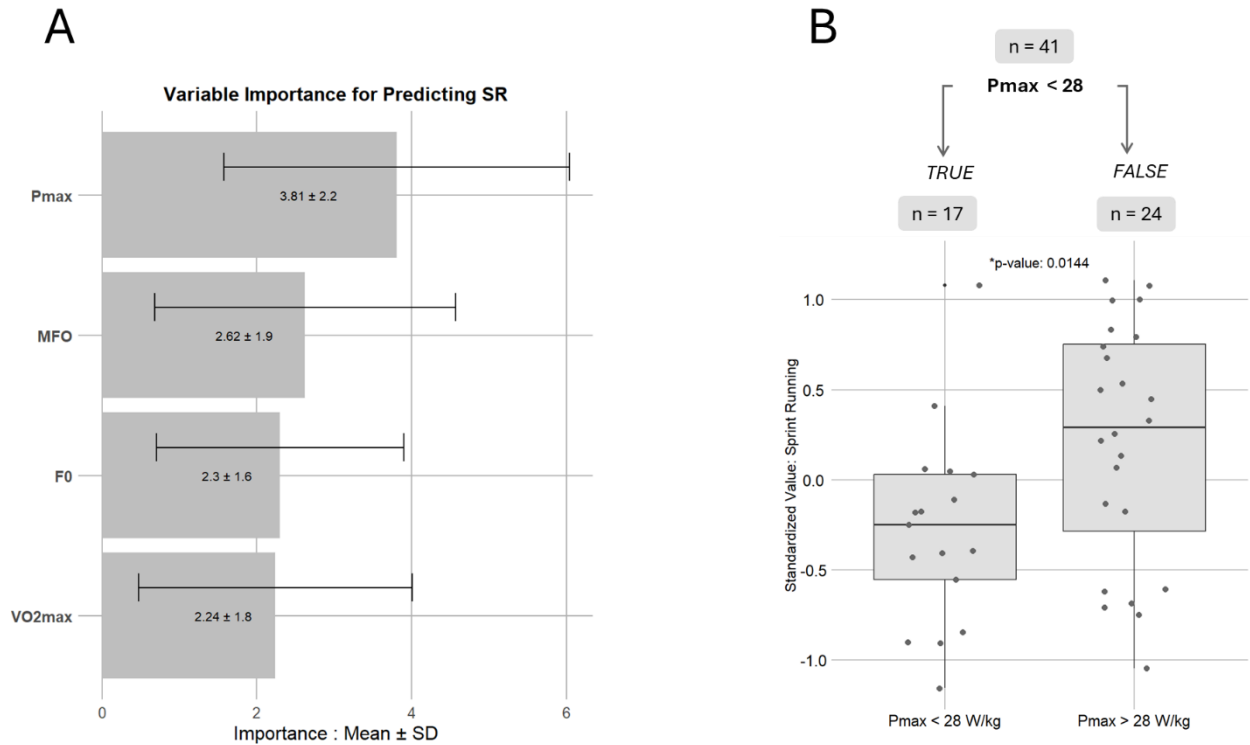 A
Variable Importance for Predicting SR
Pmax
3.81 ± 2.2
MFO
2.62 ± 1.9
F0
2.3 ± 1.6
VO2max
2.24 ± 1.8
0 2 4 6
Importance : Mean ± SD
B
n = 41
Pmax < 28
TRUE FALSE
n = 17 n = 24
*p-value: 0.0144
Standardized Value: Sprint Running
1.0
0.5
0.0
-0.5
-1.0
Pmax < 28 W/kg Pmax > 28 W/kg